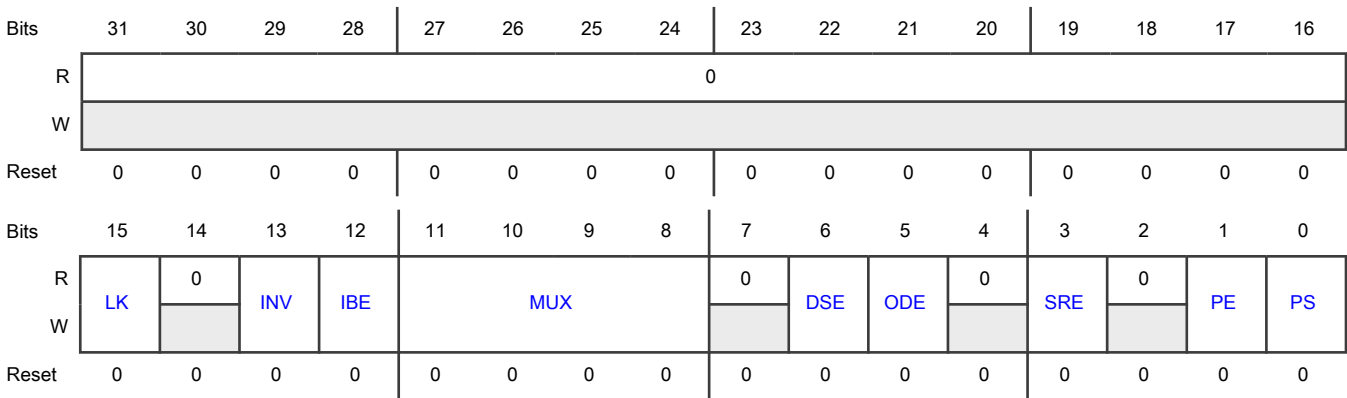 Bits 31 30 29 28 27 26 25 24 23 22 21 20 19 18 17 16
R 0
W
Reset 0 0 0 0 0 0 0 0 0 0 0 0 0 0 0 0
Bits 15 14 13 12 11 10 9 8 7 6 5 4 3 2 1 0
R 0 0 0 0
LK INV IBE MUX DSE ODE SRE PE PS
W
Reset 0 0 0 0 0 0 0 0 0 0 0 0 0 0 0 0